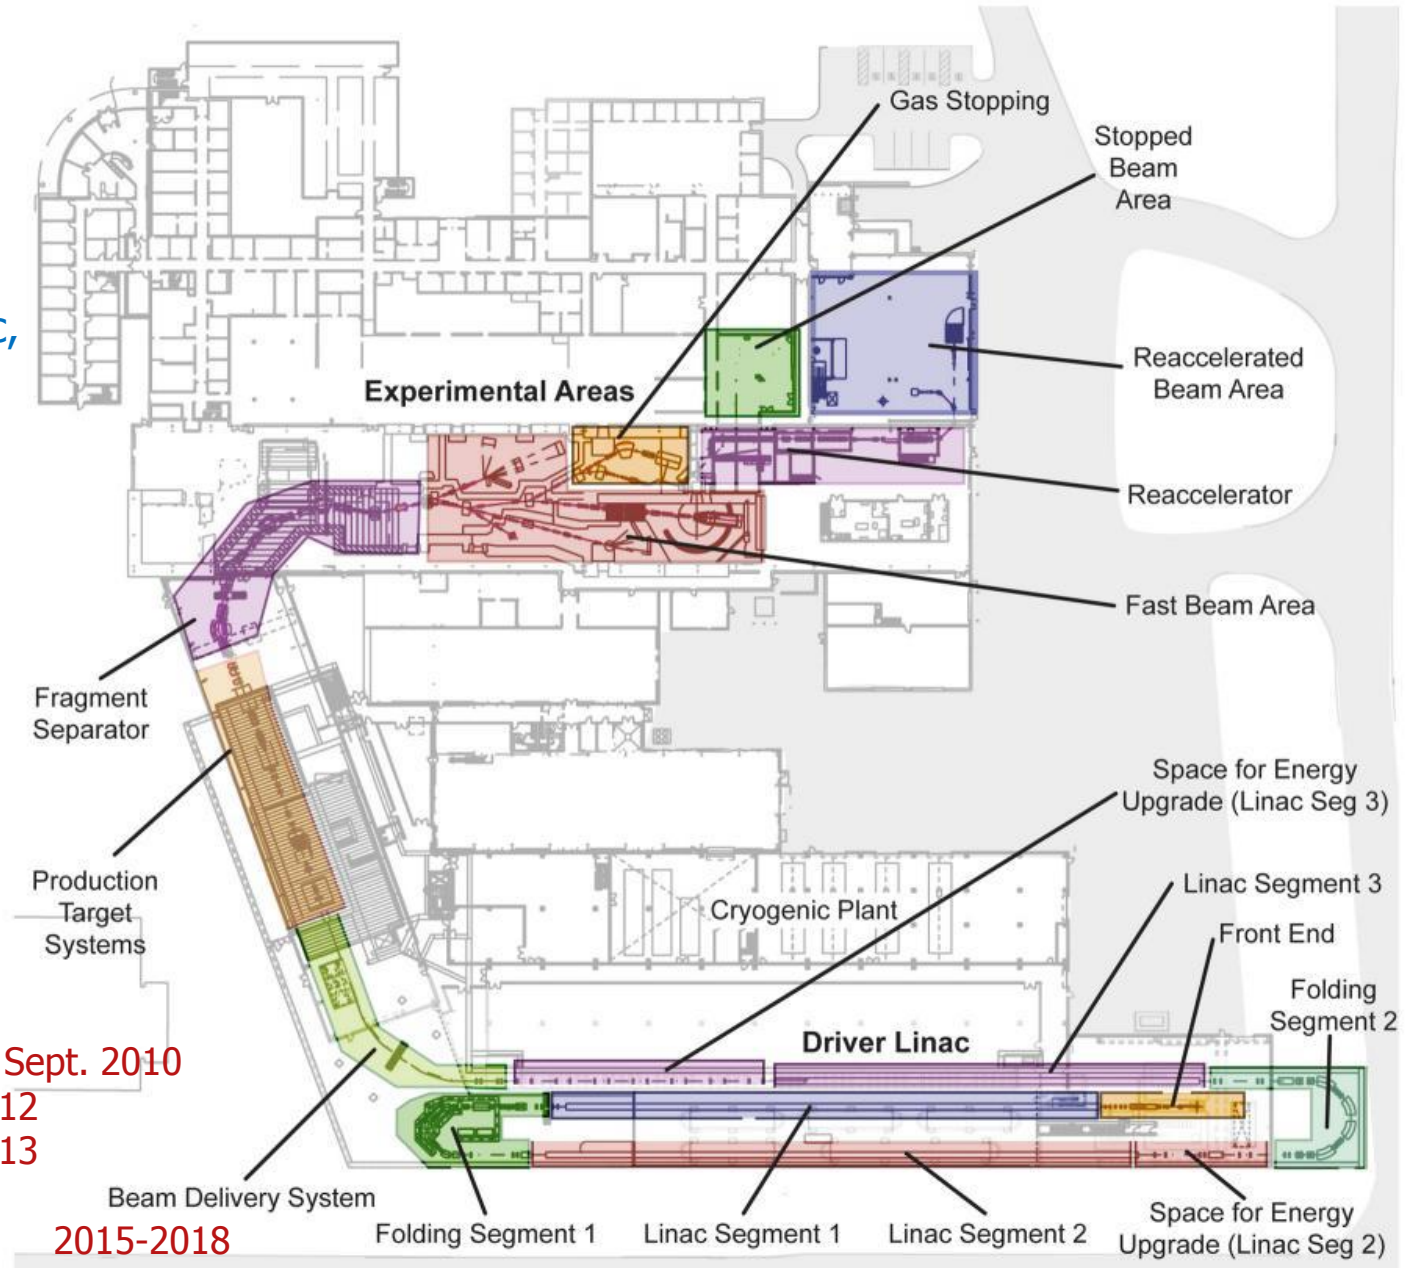 Gas Stopping
Stopped
Beam
Area
Experimental Areas
Reaccelerated
Beam Area
Reaccelerator
Fast Beam Area
Fragment
Separator
Space for Energy
Upgrade (Linac Seg 3)
Production
Target
Systems
Cryogenic Plant
Linac Segment 3
Front End
Folding
Segment 2
Driver Linac
Sept. 2010
12
13
Beam Delivery System
2015-2018
Folding Segment 1
Linac Segment 1
Linac Segment 2
Space for Energy
Upgrade (Linac Seg 2)